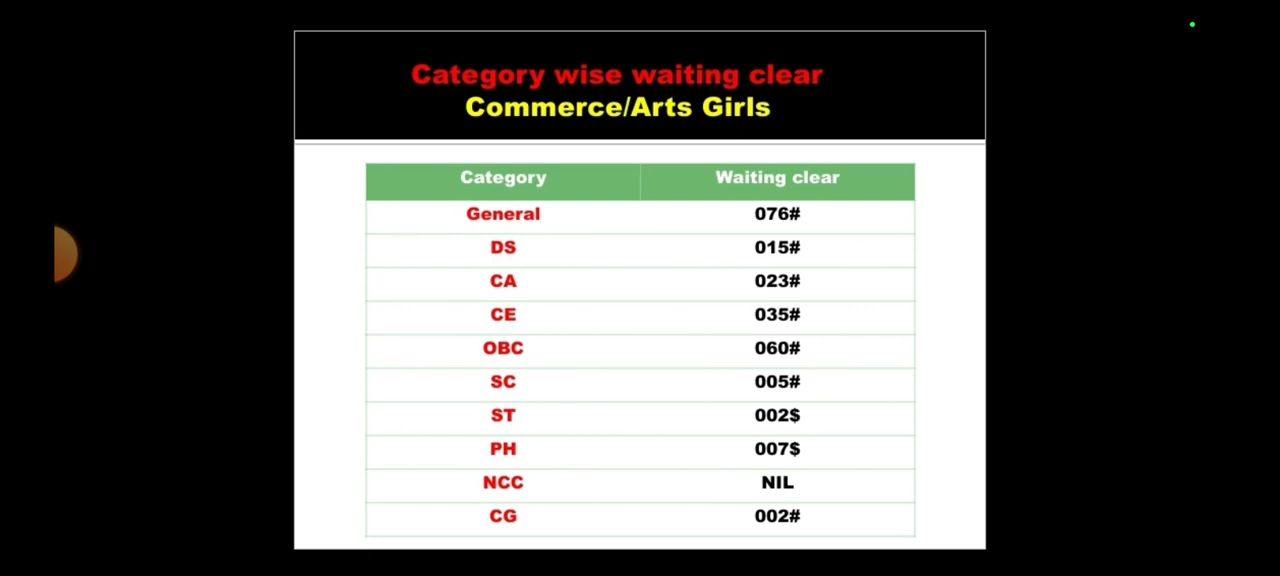 Category wise waiting clear
Commerce/Arts Girls
Category Waiting clear
General 076#
DS 015#
CA 023#
CE 035#
OBC 060#
SC 005#
ST 002$
PH 007$
NCC NIL
CG 002#